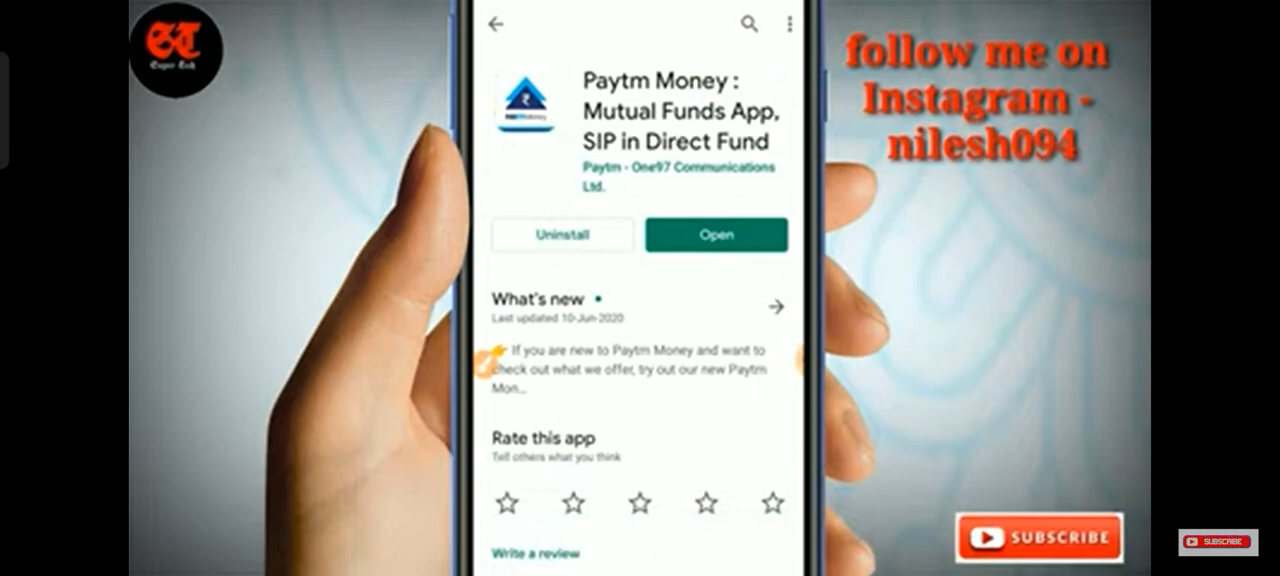 ST
Super Tech
follow me on
Instagram -
nilesh094
Paytm Money :
Mutual Funds App,
SIP in Direct Fund
Paytm - One97 Communications
Ltd.
Uninstall
Open
What's new
Last updated 10-Jun-2020
If you are new to Paytm Money and want to
check out what we offer, try out our new Paytm
Mon...
Rate this app
Tell others what you think
Write a review
SUBSCRIBE
SUBSCRIBE